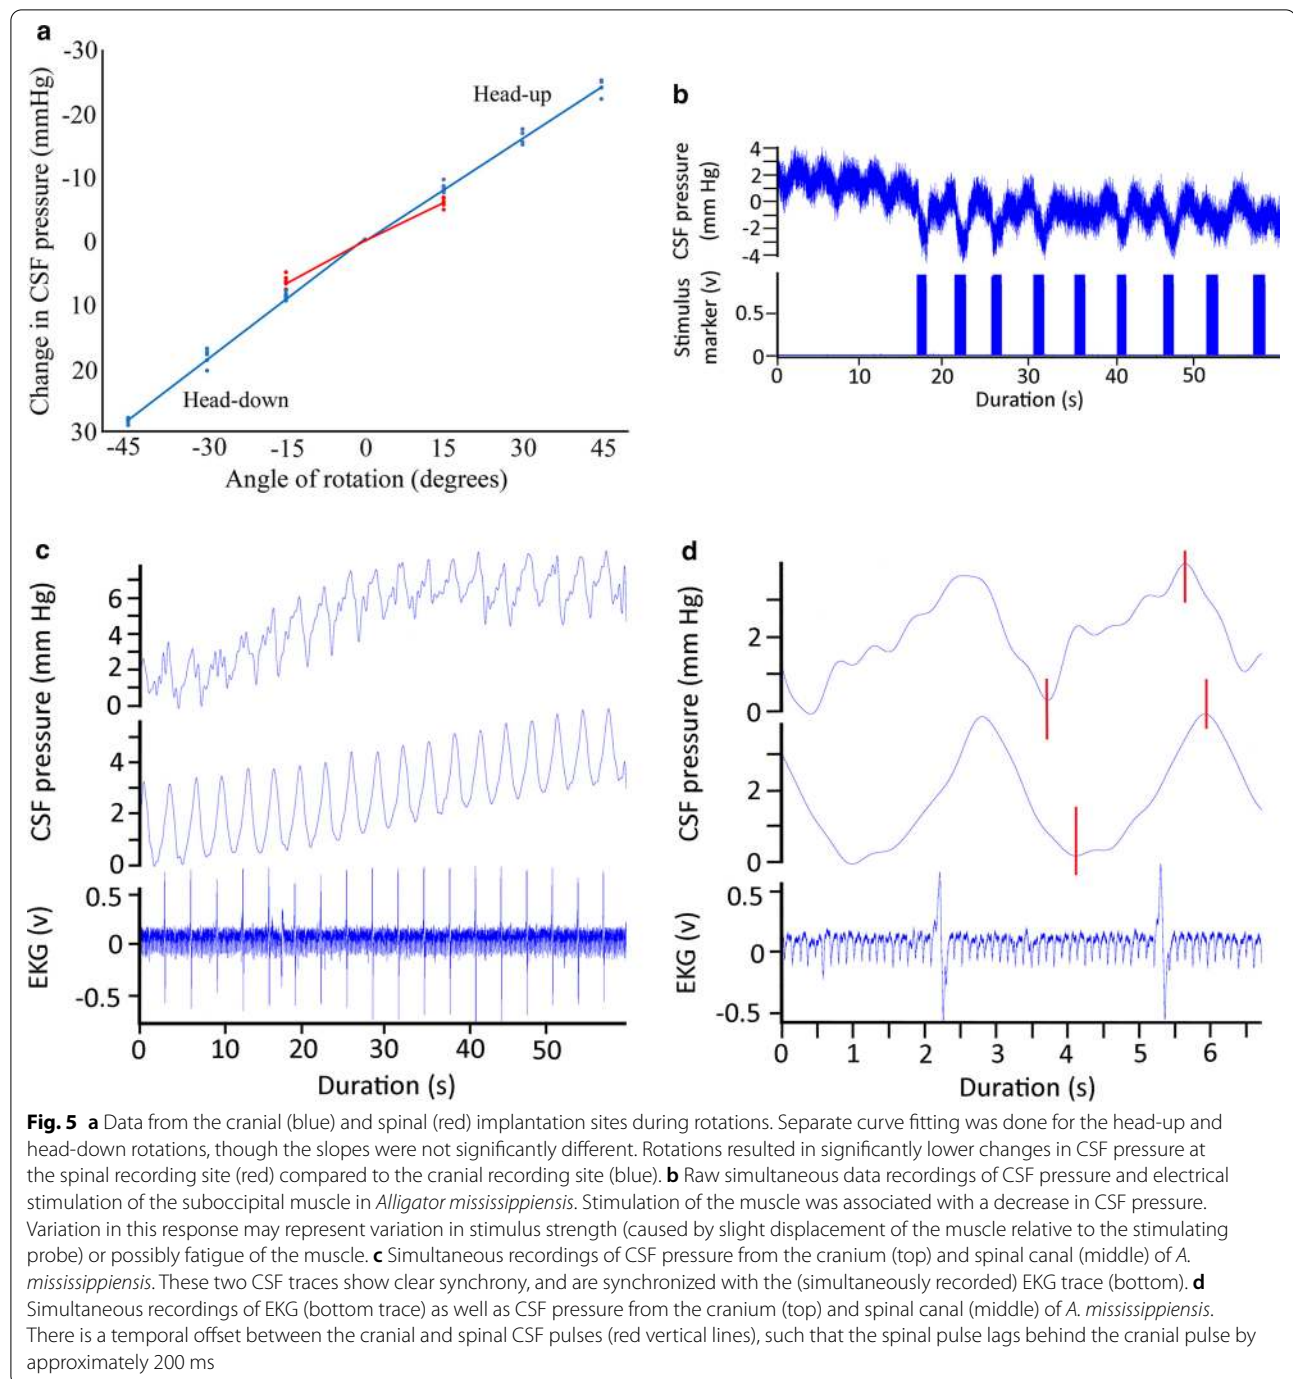 a
-30
-20
-10
0
10
20
30
Change in CSF pressure (mmHg)
Head-up
Head-down
-45 -30 -15 0 15 30 45
Angle of rotation (degrees)
b
CSF pressure
(mm Hg)
4
2
0
-2
-4
Stimulus
marker (v)
0.5
0
0 10 20 30 40 50
Duration (s)
c
CSF pressure (mm Hg)
6
4
2
0
CSF pressure (mm Hg)
4
2
0
EKG (v)
0.5
0
-0.5
0 10 20 30 40 50
Duration (s)
d
CSF pressure (mm Hg)
2
0
CSF pressure (mm Hg)
2
0
EKG (v)
0.5
0
-0.5
0 1 2 3 4 5 6
Duration (s)
Fig. 5 a Data from the cranial (blue) and spinal (red) implantation sites during rotations. Separate curve fitting was done for the head-up and
head-down rotations, though the slopes were not significantly different. Rotations resulted in significantly lower changes in CSF pressure at
the spinal recording site (red) compared to the cranial recording site (blue). b Raw simultaneous data recordings of CSF pressure and electrical
stimulation of the suboccipital muscle in Alligator mississippiensis. Stimulation of the muscle was associated with a decrease in CSF pressure.
Variation in this response may represent variation in stimulus strength (caused by slight displacement of the muscle relative to the stimulating
probe) or possibly fatigue of the muscle. c Simultaneous recordings of CSF pressure from the cranium (top) and spinal canal (middle) of A.
mississippiensis. These two CSF traces show clear synchrony, and are synchronized with the (simultaneously recorded) EKG trace (bottom). d
Simultaneous recordings of EKG (bottom trace) as well as CSF pressure from the cranium (top) and spinal canal (middle) of A. mississippiensis.
There is a temporal offset between the cranial and spinal CSF pulses (red vertical lines), such that the spinal pulse lags behind the cranial pulse by
approximately 200 ms